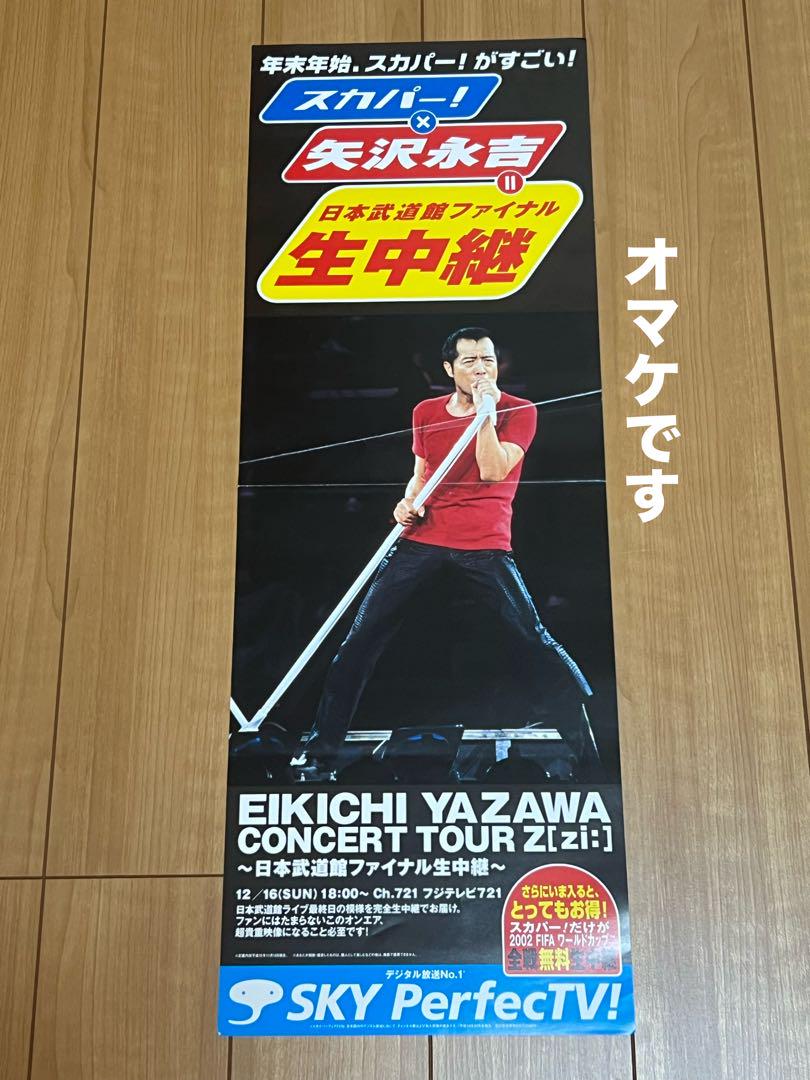 年末年始。スカパー!がすごい!
スカパー!
×
矢沢永吉
=
日本武道館ファイナル
生中継
オマケです
EIKICHI YAZAWA
CONCERT TOUR Z[zi:]
〜日本武道館ファイナル生中継〜
12/16(SUN) 18:00〜 Ch.721 フジテレビ721
日本武道館ライブ最終日の模様を完全生中継でお届け。
ファンにはたまらないこのオンエア、
超貴重映像になること必至です!
さらにいま入ると、
とってもお得!
スカパー!だけが
2002 FIFA ワールドカップ™
全戦無料生中継
デジタル放送No.1
SKY PerfecTV!